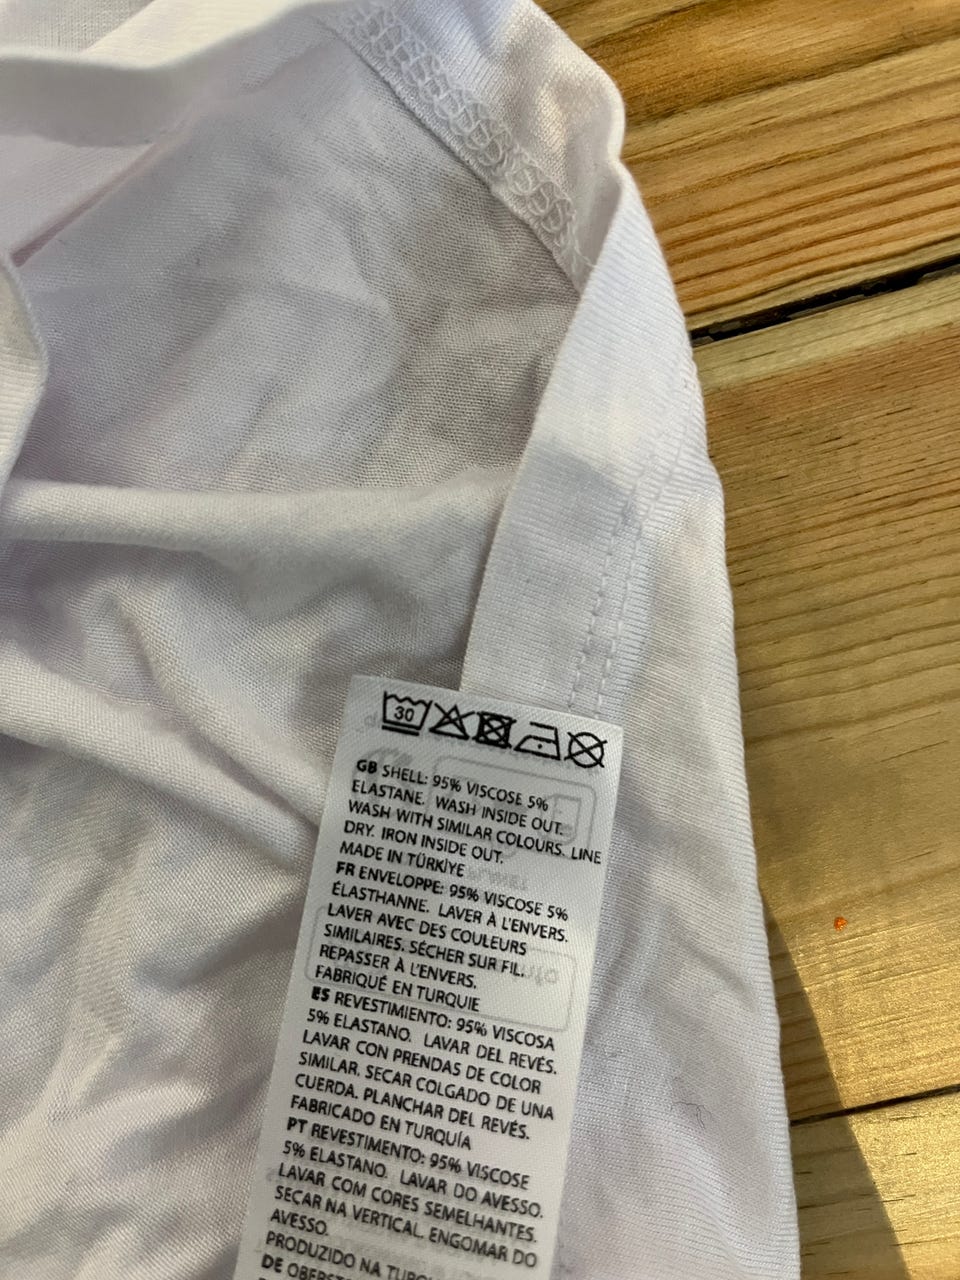 30
GB SHELL: 95% VISCOSE 5%
ELASTANE. WASH INSIDE OUT.
WASH WITH SIMILAR COLOURS. LINE
DRY. IRON INSIDE OUT.
MADE IN TÜRKİYE
FR ENVELOPPE: 95% VISCOSE 5%
ÉLASTHANNE. LAVER À L'ENVERS.
LAVER AVEC DES COULEURS
SIMILAIRES. SÉCHER SUR FIL.
REPASSER À L'ENVERS.
FABRIQUÉ EN TURQUIE
ES REVESTIMIENTO: 95% VISCOSA
5% ELASTANO. LAVAR DEL REVÉS.
LAVAR CON PRENDAS DE COLOR
SIMILAR. SECAR COLGADO DE UNA
CUERDA. PLANCHAR DEL REVÉS.
FABRICADO EN TURQUÍA
PT REVESTIMENTO: 95% VISCOSE
5% ELASTANO. LAVAR DO AVESSO.
LAVAR COM CORES SEMELHANTES.
SECAR NA VERTICAL. ENGOMAR DO
AVESSO.
PRODUZIDO NA
DE